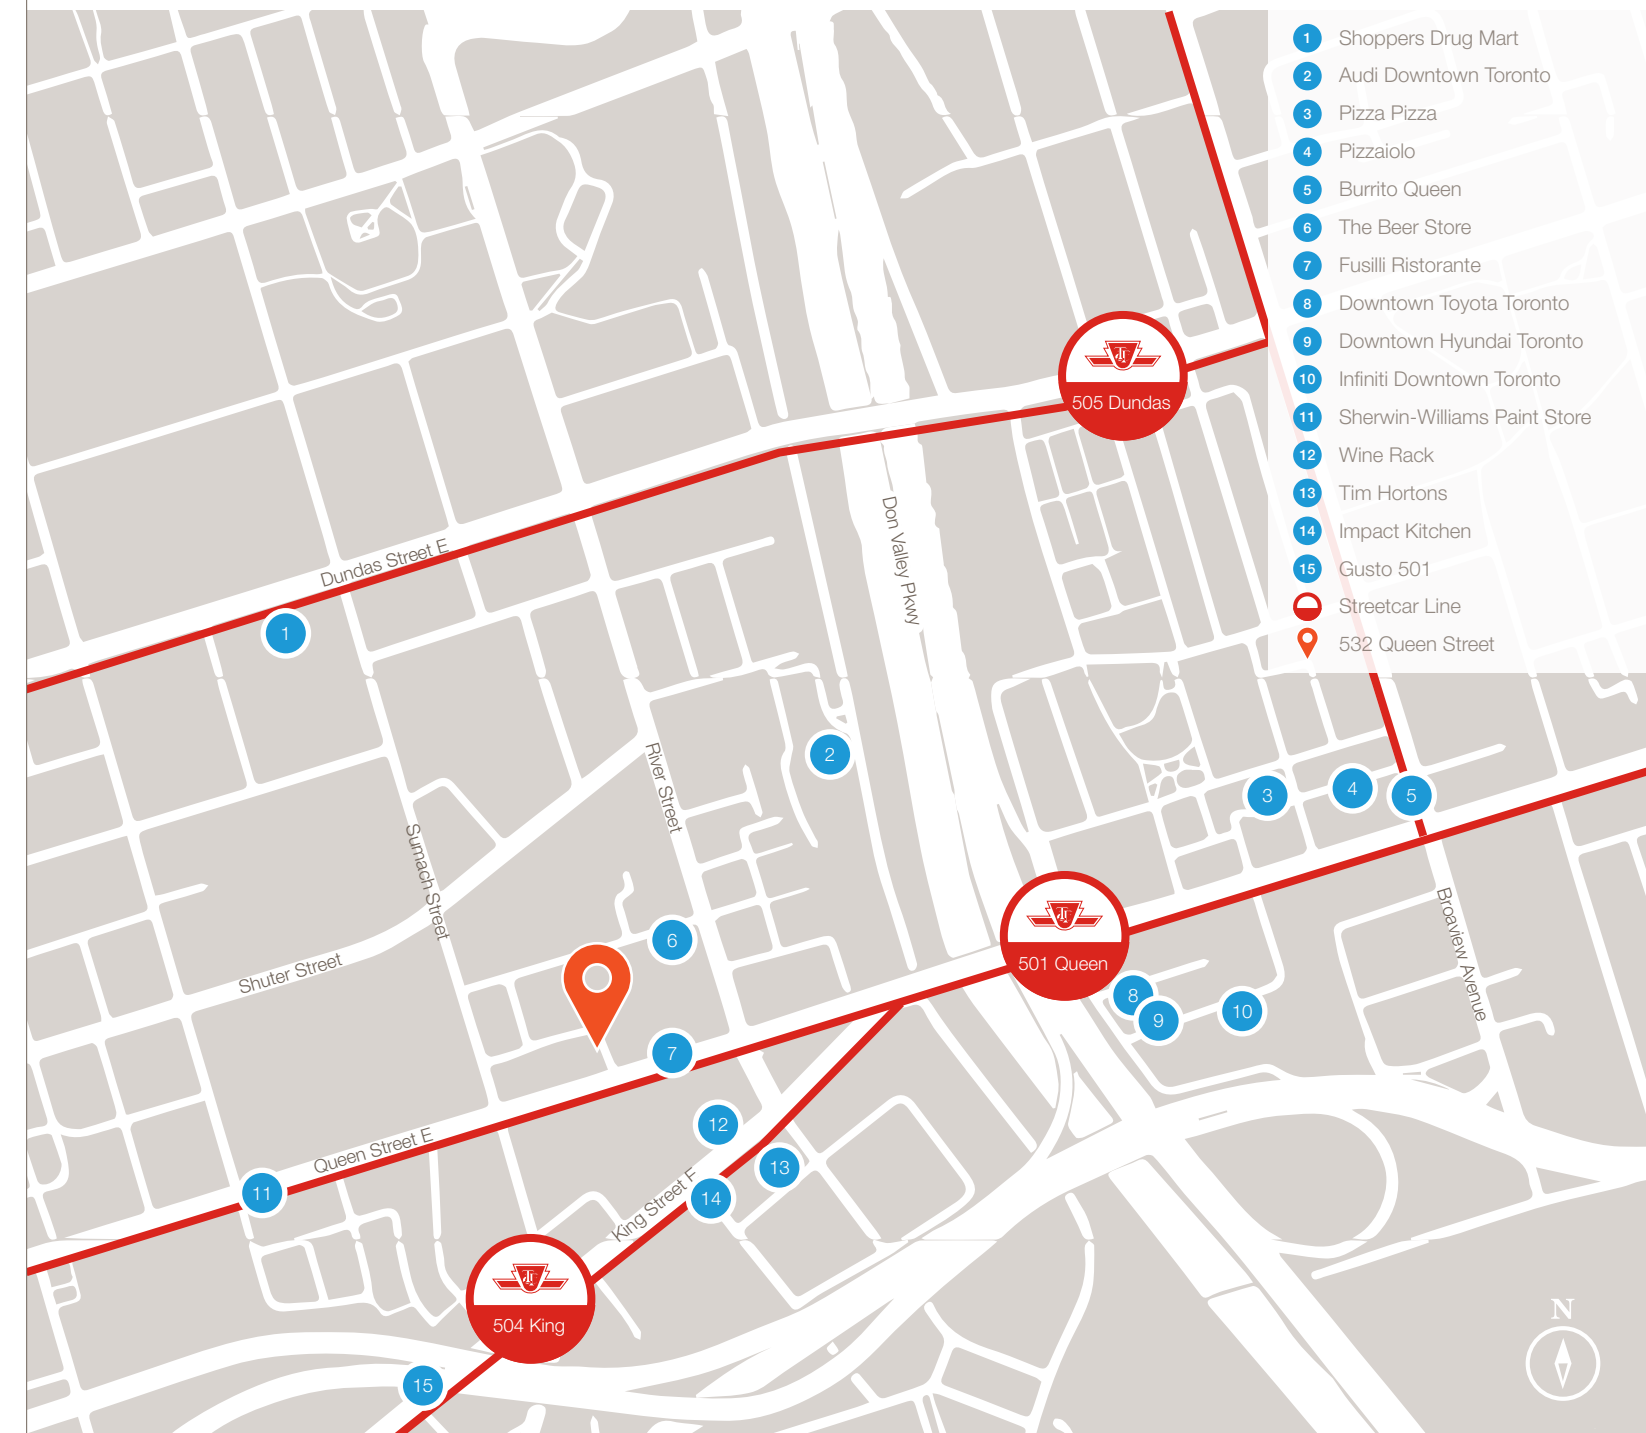 1 Shoppers Drug Mart
2 Audi Downtown Toronto
3 Pizza Pizza
4 Pizzaiolo
5 Burrito Queen
6 The Beer Store
7 Fusilli Ristorante
8 Downtown Toyota Toronto
9 Downtown Hyundai Toronto
10 Infiniti Downtown Toronto
11 Sherwin-Williams Paint Store
12 Wine Rack
13 Tim Hortons
14 Impact Kitchen
15 Gusto 501
Streetcar Line
532 Queen Street
505 Dundas
Don Valley Pkwy
Dundas Street E
1
2
River Street
3
4
5
Sumach Street
Broaview Avenue
6
501 Queen
Shuter Street
8
9
10
7
12
Queen Street E
13
11
14
King Street E
504 King
N
15